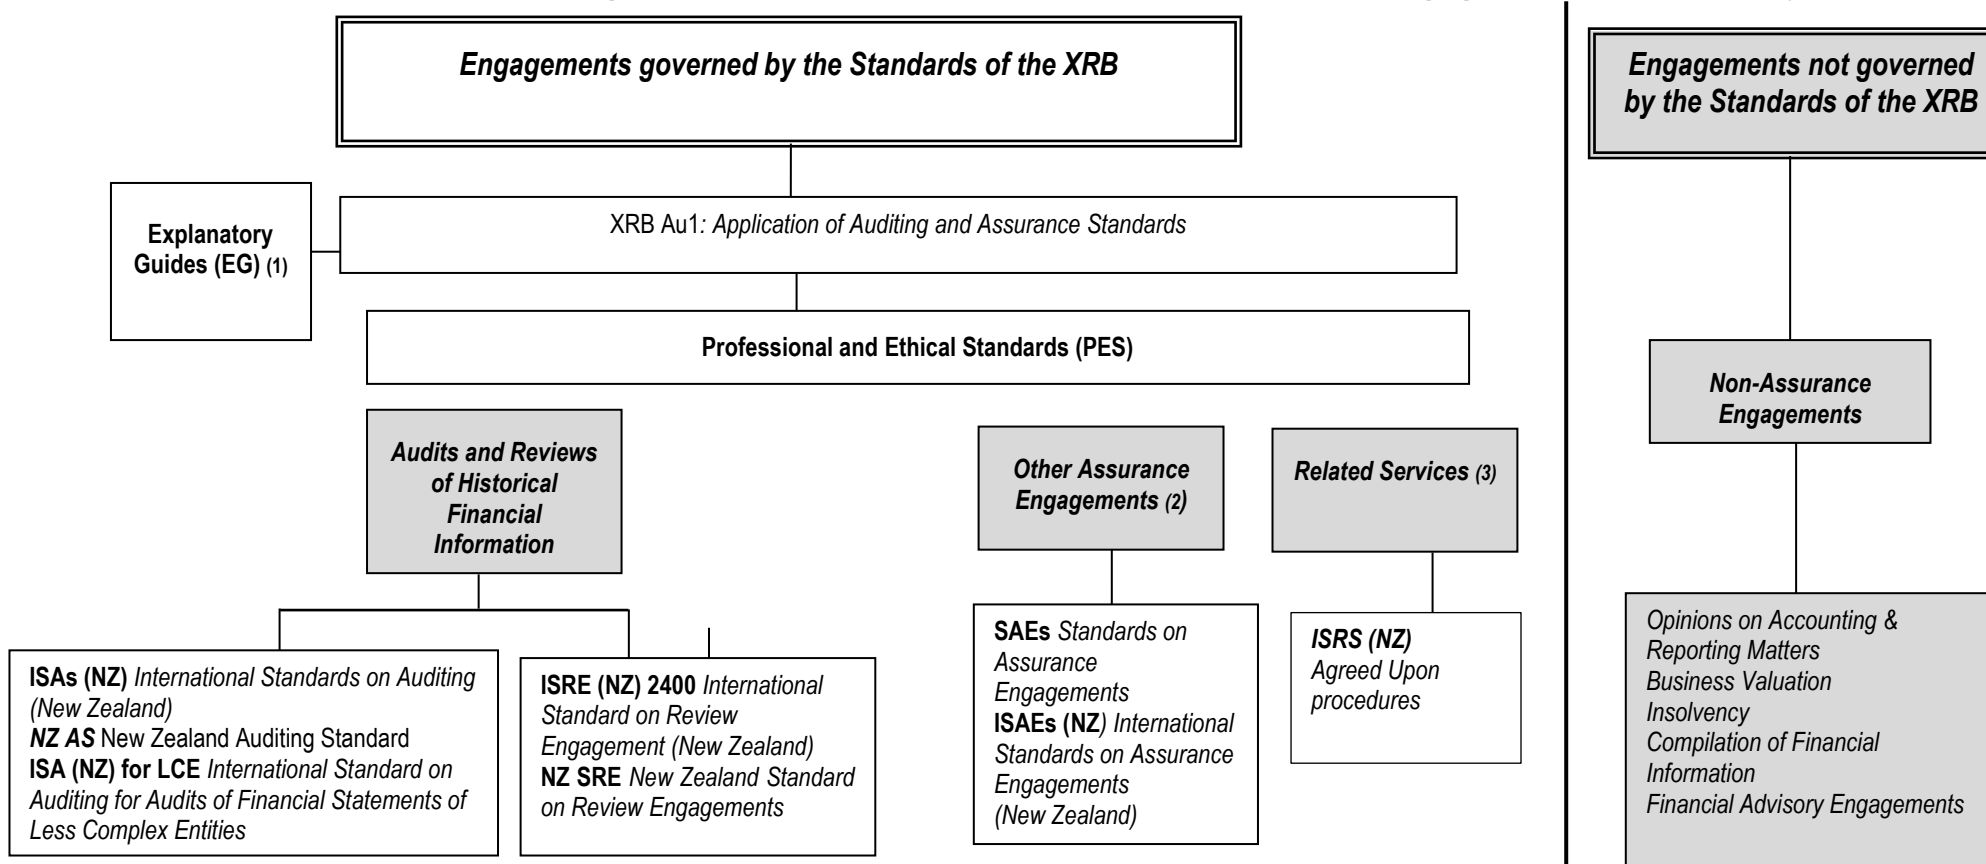 Engagements governed by the Standards of the XRB
Engagements not governed
by the Standards of the XRB
Explanatory
Guides (EG) (1)
XRB Au1: Application of Auditing and Assurance Standards
Professional and Ethical Standards (PES)
Non-Assurance
Engagements
Audits and Reviews
of Historical
Financial
Information
Other Assurance
Engagements (2)
Related Services (3)
ISAs (NZ) International Standards on Auditing
(New Zealand)
NZ AS New Zealand Auditing Standard
ISA (NZ) for LCE International Standard on
Auditing for Audits of Financial Statements of
Less Complex Entities
ISRE (NZ) 2400 International
Standard on Review
Engagement (New Zealand)
NZ SRE New Zealand Standard
on Review Engagements
SAEs Standards on
Assurance
Engagements
ISAEs (NZ) International
Standards on Assurance
Engagements
(New Zealand)
ISRS (NZ)
Agreed Upon
procedures
Opinions on Accounting &
Reporting Matters
Business Valuation
Insolvency
Compilation of Financial
Information
Financial Advisory Engagements